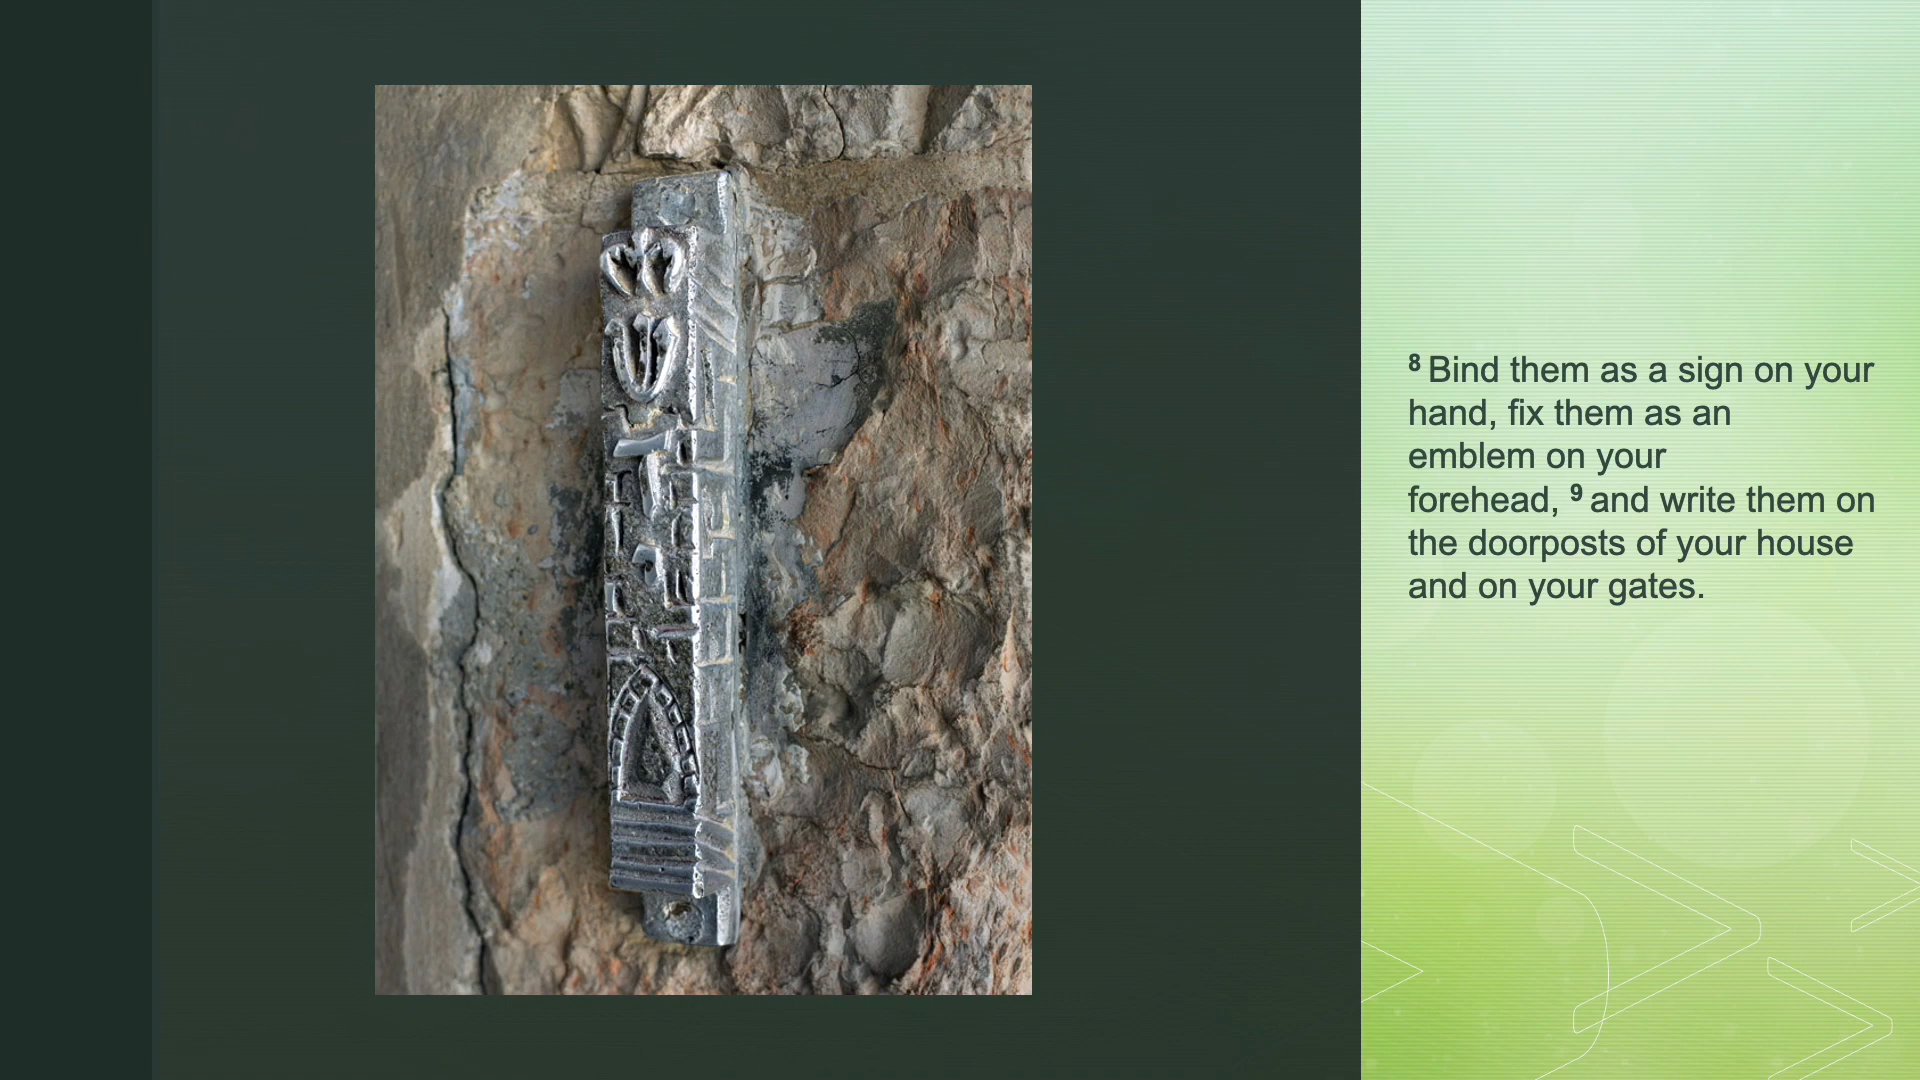 ש
⁸ Bind them as a sign on your
hand, fix them as an
emblem on your
forehead, ⁹ and write them on
the doorposts of your house
and on your gates.